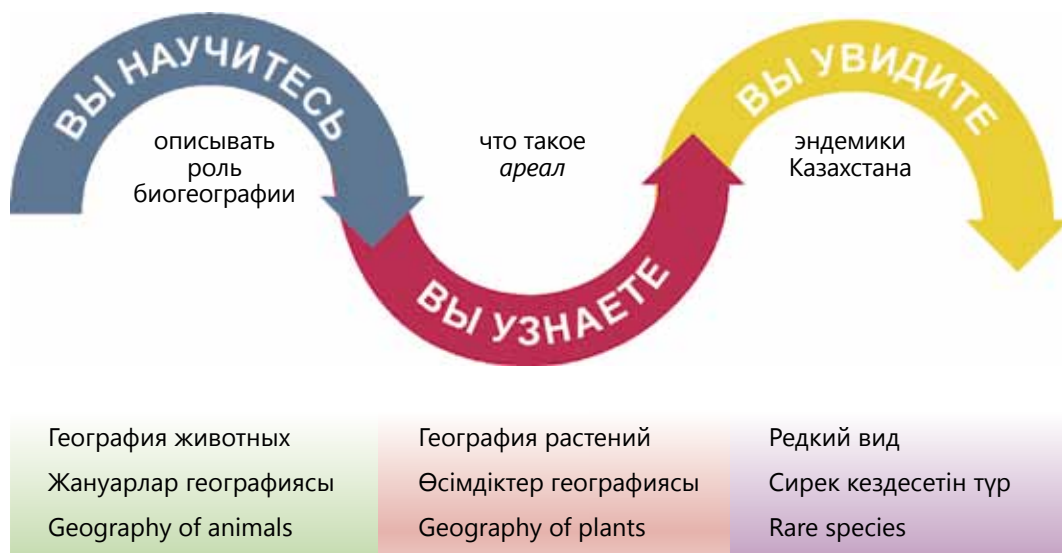 ВЫ НАУЧИТЕСЬ
описывать
роль
биогеографии
ВЫ УЗНАЕТЕ
что такое
ареал
ВЫ УВИДИТЕ
эндемики
Казахстана
География животных
Жануарлар географиясы
Geography of animals
География растений
Өсімдіктер географиясы
Geography of plants
Редкий вид
Сирек кездесетін түр
Rare species